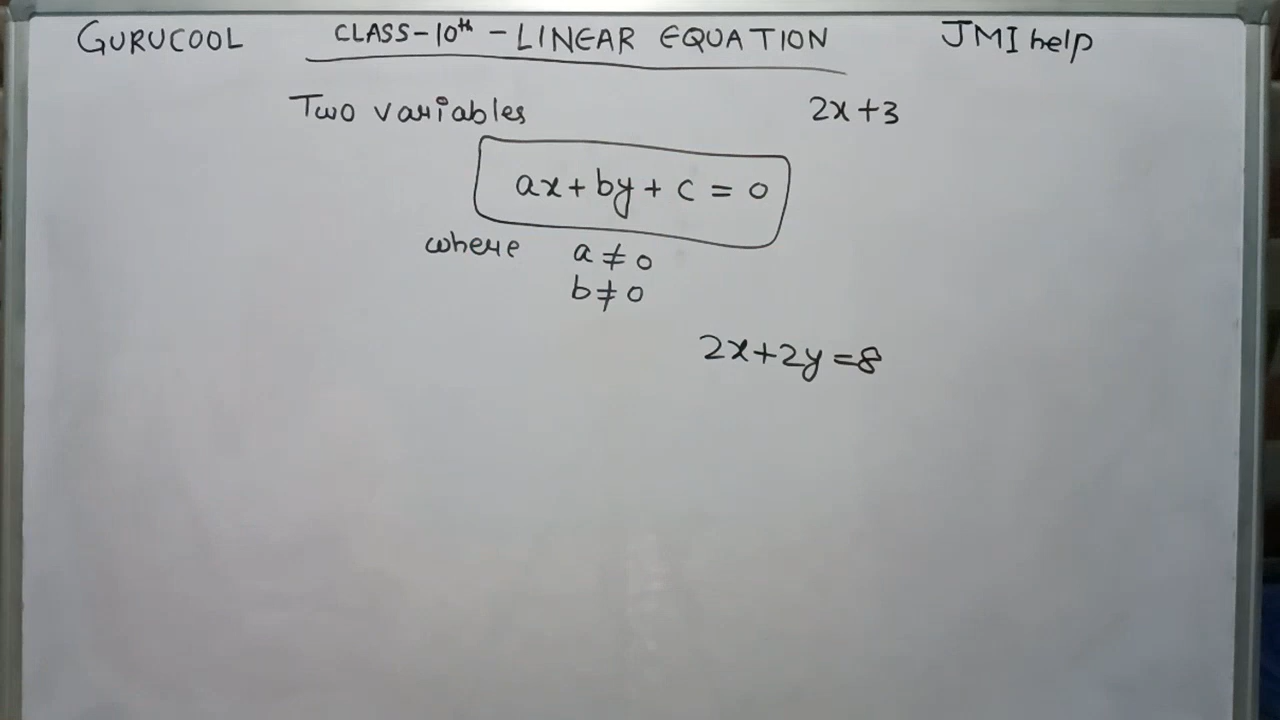 GURUCOOL CLASS-10th - LINEAR EQUATION JMI help
Two variables 2x+3
ax + by + c = 0
where a ≠ 0
b ≠ 0
2x+2y=8